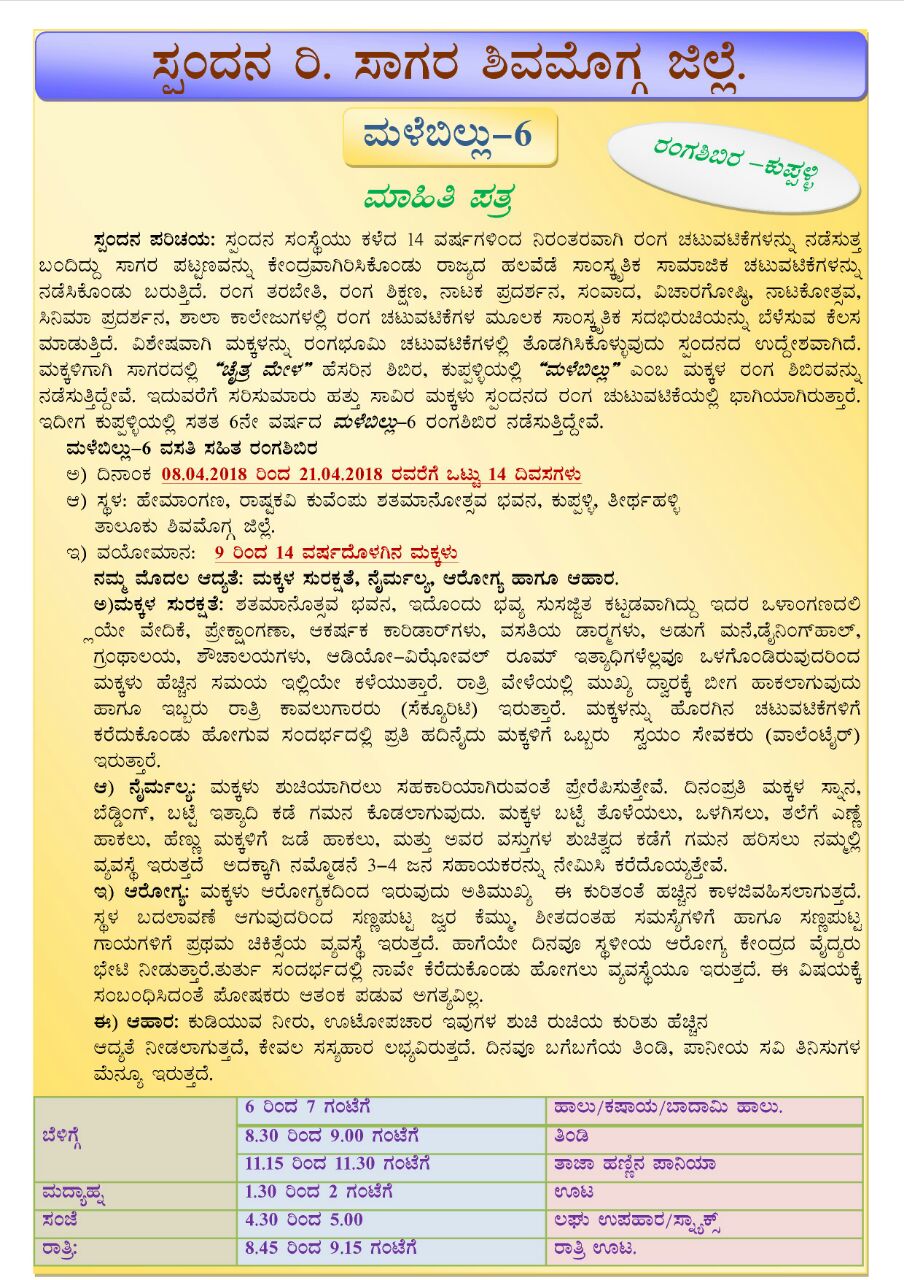 ಸ್ಪಂದನ ರಿ. ಸಾಗರ ಶಿವಮೊಗ್ಗ ಜಿಲ್ಲೆ.
ಮಳೆಬಿಲ್ಲು-6
ರಂಗಶಿಬಿರ -ಕುಪ್ಪಳ್ಳಿ
ಮಾಹಿತಿ ಪತ್ರ
ಸ್ಪಂದನ ಪರಿಚಯ: ಸ್ಪಂದನ ಸಂಸ್ಥೆಯು ಕಳೆದ 14 ವರ್ಷಗಳಿಂದ ನಿರಂತರವಾಗಿ ರಂಗ ಚಟುವಟಿಕೆಗಳನ್ನು ನಡೆಸುತ್ತ
ಬಂದಿದ್ದು ಸಾಗರ ಪಟ್ಟಣವನ್ನು ಕೇಂದ್ರವಾಗಿರಿಸಿಕೊಂಡು ರಾಜ್ಯದ ಹಲವೆಡೆ ಸಾಂಸ್ಕೃತಿಕ ಸಾಮಾಜಿಕ ಚಟುವಟಿಕೆಗಳನ್ನು
ನಡೆಸಿಕೊಂಡು ಬರುತ್ತಿದೆ. ರಂಗ ತರಬೇತಿ, ರಂಗ ಶಿಕ್ಷಣ, ನಾಟಕ ಪ್ರದರ್ಶನ, ಸಂವಾದ, ವಿಚಾರಗೋಷ್ಠಿ, ನಾಟಕೋತ್ಸವ,
ಸಿನಿಮಾ ಪ್ರದರ್ಶನ, ಶಾಲಾ ಕಾಲೇಜುಗಳಲ್ಲಿ ರಂಗ ಚಟುವಟಿಕೆಗಳ ಮೂಲಕ ಸಾಂಸ್ಕೃತಿಕ ಸದಭಿರುಚಿಯನ್ನು ಬೆಳೆಸುವ ಕೆಲಸ
ಮಾಡುತ್ತಿದೆ. ವಿಶೇಷವಾಗಿ ಮಕ್ಕಳನ್ನು ರಂಗಭೂಮಿ ಚಟುವಟಿಕೆಗಳಲ್ಲಿ ತೊಡಗಿಸಿಕೊಳ್ಳುವುದು ಸ್ಪಂದನದ ಉದ್ದೇಶವಾಗಿದೆ.
ಮಕ್ಕಳಿಗಾಗಿ ಸಾಗರದಲ್ಲಿ “ಚೈತ್ರ ಮೇಳ” ಹೆಸರಿನ ಶಿಬಿರ, ಕುಪ್ಪಳ್ಳಿಯಲ್ಲಿ “ಮಳೆಬಿಲ್ಲು” ಎಂಬ ಮಕ್ಕಳ ರಂಗ ಶಿಬಿರವನ್ನು
ನಡೆಸುತ್ತಿದ್ದೇವೆ. ಇದುವರೆಗೆ ಸರಿಸುಮಾರು ಹತ್ತು ಸಾವಿರ ಮಕ್ಕಳು ಸ್ಪಂದನದ ರಂಗ ಚುಟುವಟಿಕೆಯಲ್ಲಿ ಭಾಗಿಯಾಗಿರುತ್ತಾರೆ.
ಇದೀಗ ಕುಪ್ಪಳ್ಳಿಯಲ್ಲಿ ಸತತ 6ನೇ ವರ್ಷದ ಮಳೆಬಿಲ್ಲು-6 ರಂಗಶಿಬಿರ ನಡೆಸುತ್ತಿದ್ದೇವೆ.
ಮಳೆಬಿಲ್ಲು-6 ವಸತಿ ಸಹಿತ ರಂಗಶಿಬಿರ
ಅ) ದಿನಾಂಕ 08.04.2018 ರಿಂದ 21.04.2018 ರವರೆಗೆ ಒಟ್ಟು 14 ದಿವಸಗಳು
ಆ) ಸ್ಥಳ: ಹೇಮಾಂಗಣ, ರಾಷ್ಟಕವಿ ಕುವೆಂಪು ಶತಮಾನೋತ್ಸವ ಭವನ, ಕುಪ್ಪಳ್ಳಿ, ತೀರ್ಥಹಳ್ಳಿ
ತಾಲೂಕು ಶಿವಮೊಗ್ಗ ಜಿಲ್ಲೆ.
ಇ) ವಯೋಮಾನ: 9 ರಿಂದ 14 ವರ್ಷದೊಳಗಿನ ಮಕ್ಕಳು
ನಮ್ಮ ಮೊದಲ ಆದ್ಯತೆ: ಮಕ್ಕಳ ಸುರಕ್ಷತೆ, ನೈರ್ಮಲ್ಯ, ಆರೋಗ್ಯ ಹಾಗೂ ಆಹಾರ.
ಅ)ಮಕ್ಕಳ ಸುರಕ್ಷತೆ: ಶತಮಾನೊತ್ಸವ ಭವನ, ಇದೊಂದು ಭವ್ಯ ಸುಸಜ್ಜಿತ ಕಟ್ಟಡವಾಗಿದ್ದು ಇದರ ಒಳಾಂಗಣದಲಿ
್ಲಯೇ ವೇದಿಕೆ, ಪ್ರೇಕ್ಷಾಂಗಣಾ, ಆಕರ್ಷಕ ಕಾರಿಡಾರ್‌ಗಳು, ವಸತಿಯ ಡಾರ‍್ಮಗಳು, ಅಡುಗೆ ಮನೆ,ಡೈನಿಂಗ್‌ಹಾಲ್,
ಗ್ರಂಥಾಲಯ, ಶೌಚಾಲಯಗಳು, ಆಡಿಯೋ-ವಿಝೋವಲ್ ರೂಮ್ ಇತ್ಯಾಧಿಗಳೆಲ್ಲವೂ ಒಳಗೊಂಡಿರುವುದರಿಂದ
ಮಕ್ಕಳು ಹೆಚ್ಚಿನ ಸಮಯ ಇಲ್ಲಿಯೇ ಕಳೆಯುತ್ತಾರೆ. ರಾತ್ರಿ ವೇಳೆಯಲ್ಲಿ ಮುಖ್ಯ ದ್ವಾರಕ್ಕೆ ಬೀಗ ಹಾಕಲಾಗುವುದು
ಹಾಗೂ ಇಬ್ಬರು ರಾತ್ರಿ ಕಾವಲುಗಾರರು (ಸೆಕ್ಯೂರಿಟಿ) ಇರುತ್ತಾರೆ. ಮಕ್ಕಳನ್ನು ಹೊರಗಿನ ಚಟುವಟಿಕೆಗಳಿಗೆ
ಕರೆದುಕೊಂಡು ಹೋಗುವ ಸಂದರ್ಭದಲ್ಲಿ ಪ್ರತಿ ಹದಿನೈದು ಮಕ್ಕಳಿಗೆ ಒಬ್ಬರು ಸ್ವಯಂ ಸೇವಕರು (ವಾಲೆಂಟೈರ್)
ಇರುತ್ತಾರೆ.
ಆ) ನೈರ್ಮಲ್ಯ: ಮಕ್ಕಳು ಶುಚಿಯಾಗಿರಲು ಸಹಕಾರಿಯಾಗಿರುವಂತೆ ಪ್ರೇರೆಪಿಸುತ್ತೇವೆ. ದಿನಂಪ್ರತಿ ಮಕ್ಕಳ ಸ್ನಾನ,
ಬೆಡ್ಡಿಂಗ್, ಬಟ್ಟೆ ಇತ್ಯಾದಿ ಕಡೆ ಗಮನ ಕೊಡಲಾಗುವುದು. ಮಕ್ಕಳ ಬಟ್ಟೆ ತೊಳೆಯಲು, ಒಳಗಿಸಲು, ತಲೆಗೆ ಎಣ್ಣೆ
ಹಾಕಲು, ಹೆಣ್ಣು ಮಕ್ಕಳಿಗೆ ಜಡೆ ಹಾಕಲು, ಮತ್ತು ಅವರ ವಸ್ತುಗಳ ಶುಚಿತ್ವದ ಕಡೆಗೆ ಗಮನ ಹರಿಸಲು ನಮ್ಮಲ್ಲಿ
ವ್ಯವಸ್ಥೆ ಇರುತ್ತದೆ ಅದಕ್ಕಾಗಿ ನಮ್ಮೊಡನೆ 3-4 ಜನ ಸಹಾಯಕರನ್ನು ನೇಮಿಸಿ ಕರೆದೊಯ್ಯತ್ತೇವೆ.
ಇ) ಆರೋಗ್ಯ: ಮಕ್ಕಳು ಆರೋಗ್ಯಕದಿಂದ ಇರುವುದು ಅತಿಮುಖ್ಯ ಈ ಕುರಿತಂತೆ ಹಚ್ಚಿನ ಕಾಳಜಿವಹಿಸಲಾಗುತ್ತದೆ.
ಸ್ಥಳ ಬದಲಾವಣೆ ಆಗುವುದರಿಂದ ಸಣ್ಣಪುಟ್ಟ ಜ್ವರ ಕೆಮ್ಮು, ಶೀತದಂತಹ ಸಮಸ್ಯೆಗಳಿಗೆ ಹಾಗೂ ಸಣ್ಣಪುಟ್ಟ
ಗಾಯಗಳಿಗೆ ಪ್ರಥಮ ಚಿಕಿತ್ಸೆಯ ವ್ಯವಸ್ಥೆ ಇರುತ್ತದೆ. ಹಾಗೆಯೇ ದಿನವೂ ಸ್ಥಳೀಯ ಆರೋಗ್ಯ ಕೇಂದ್ರದ ವೈದ್ಯರು
ಭೇಟಿ ನೀಡುತ್ತಾರೆ.ತುರ್ತು ಸಂದರ್ಭದಲ್ಲಿ ನಾವೇ ಕೆರೆದುಕೊಂಡು ಹೋಗಲು ವ್ಯವಸ್ಥೆಯೂ ಇರುತ್ತದೆ. ಈ ವಿಷಯಕ್ಕೆ
ಸಂಬಂಧಿಸಿದಂತೆ ಪೋಷಕರು ಆತಂಕ ಪಡುವ ಅಗತ್ಯವಿಲ್ಲ.
ಈ) ಆಹಾರ: ಕುಡಿಯುವ ನೀರು, ಊಟೋಪಚಾರ ಇವುಗಳ ಶುಚಿ ರುಚಿಯ ಕುರಿತು ಹೆಚ್ಚಿನ
ಆದ್ಯತೆ ನೀಡಲಾಗುತ್ತದೆ, ಕೇವಲ ಸಸ್ಯಹಾರ ಲಭ್ಯವಿರುತ್ತದೆ. ದಿನವೂ ಬಗೆಬಗೆಯ ತಿಂಡಿ, ಪಾನೀಯ ಸವಿ ತಿನಿಸುಗಳ
ಮೆನ್ಯೂ ಇರುತ್ತದೆ.
6 ರಿಂದ 7 ಗಂಟೆಗೆ ಹಾಲು/ಕಷಾಯ/ಬಾದಾಮಿ ಹಾಲು.
ಬೆಳಿಗ್ಗೆ 8.30 ರಿಂದ 9.00 ಗಂಟೆಗೆ ತಿಂಡಿ
11.15 ರಿಂದ 11.30 ಗಂಟೆಗೆ ತಾಜಾ ಹಣ್ಣಿನ ಪಾನಿಯಾ
ಮದ್ಯಾಹ್ನ 1.30 ರಿಂದ 2 ಗಂಟೆಗೆ ಊಟ
ಸಂಜೆ 4.30 ರಿಂದ 5.00 ಲಘು ಉಪಹಾರ/ಸ್ನ್ಯಾಕ್ಸ್
ರಾತ್ರಿ: 8.45 ರಿಂದ 9.15 ಗಂಟೆಗೆ ರಾತ್ರಿ ಊಟ.